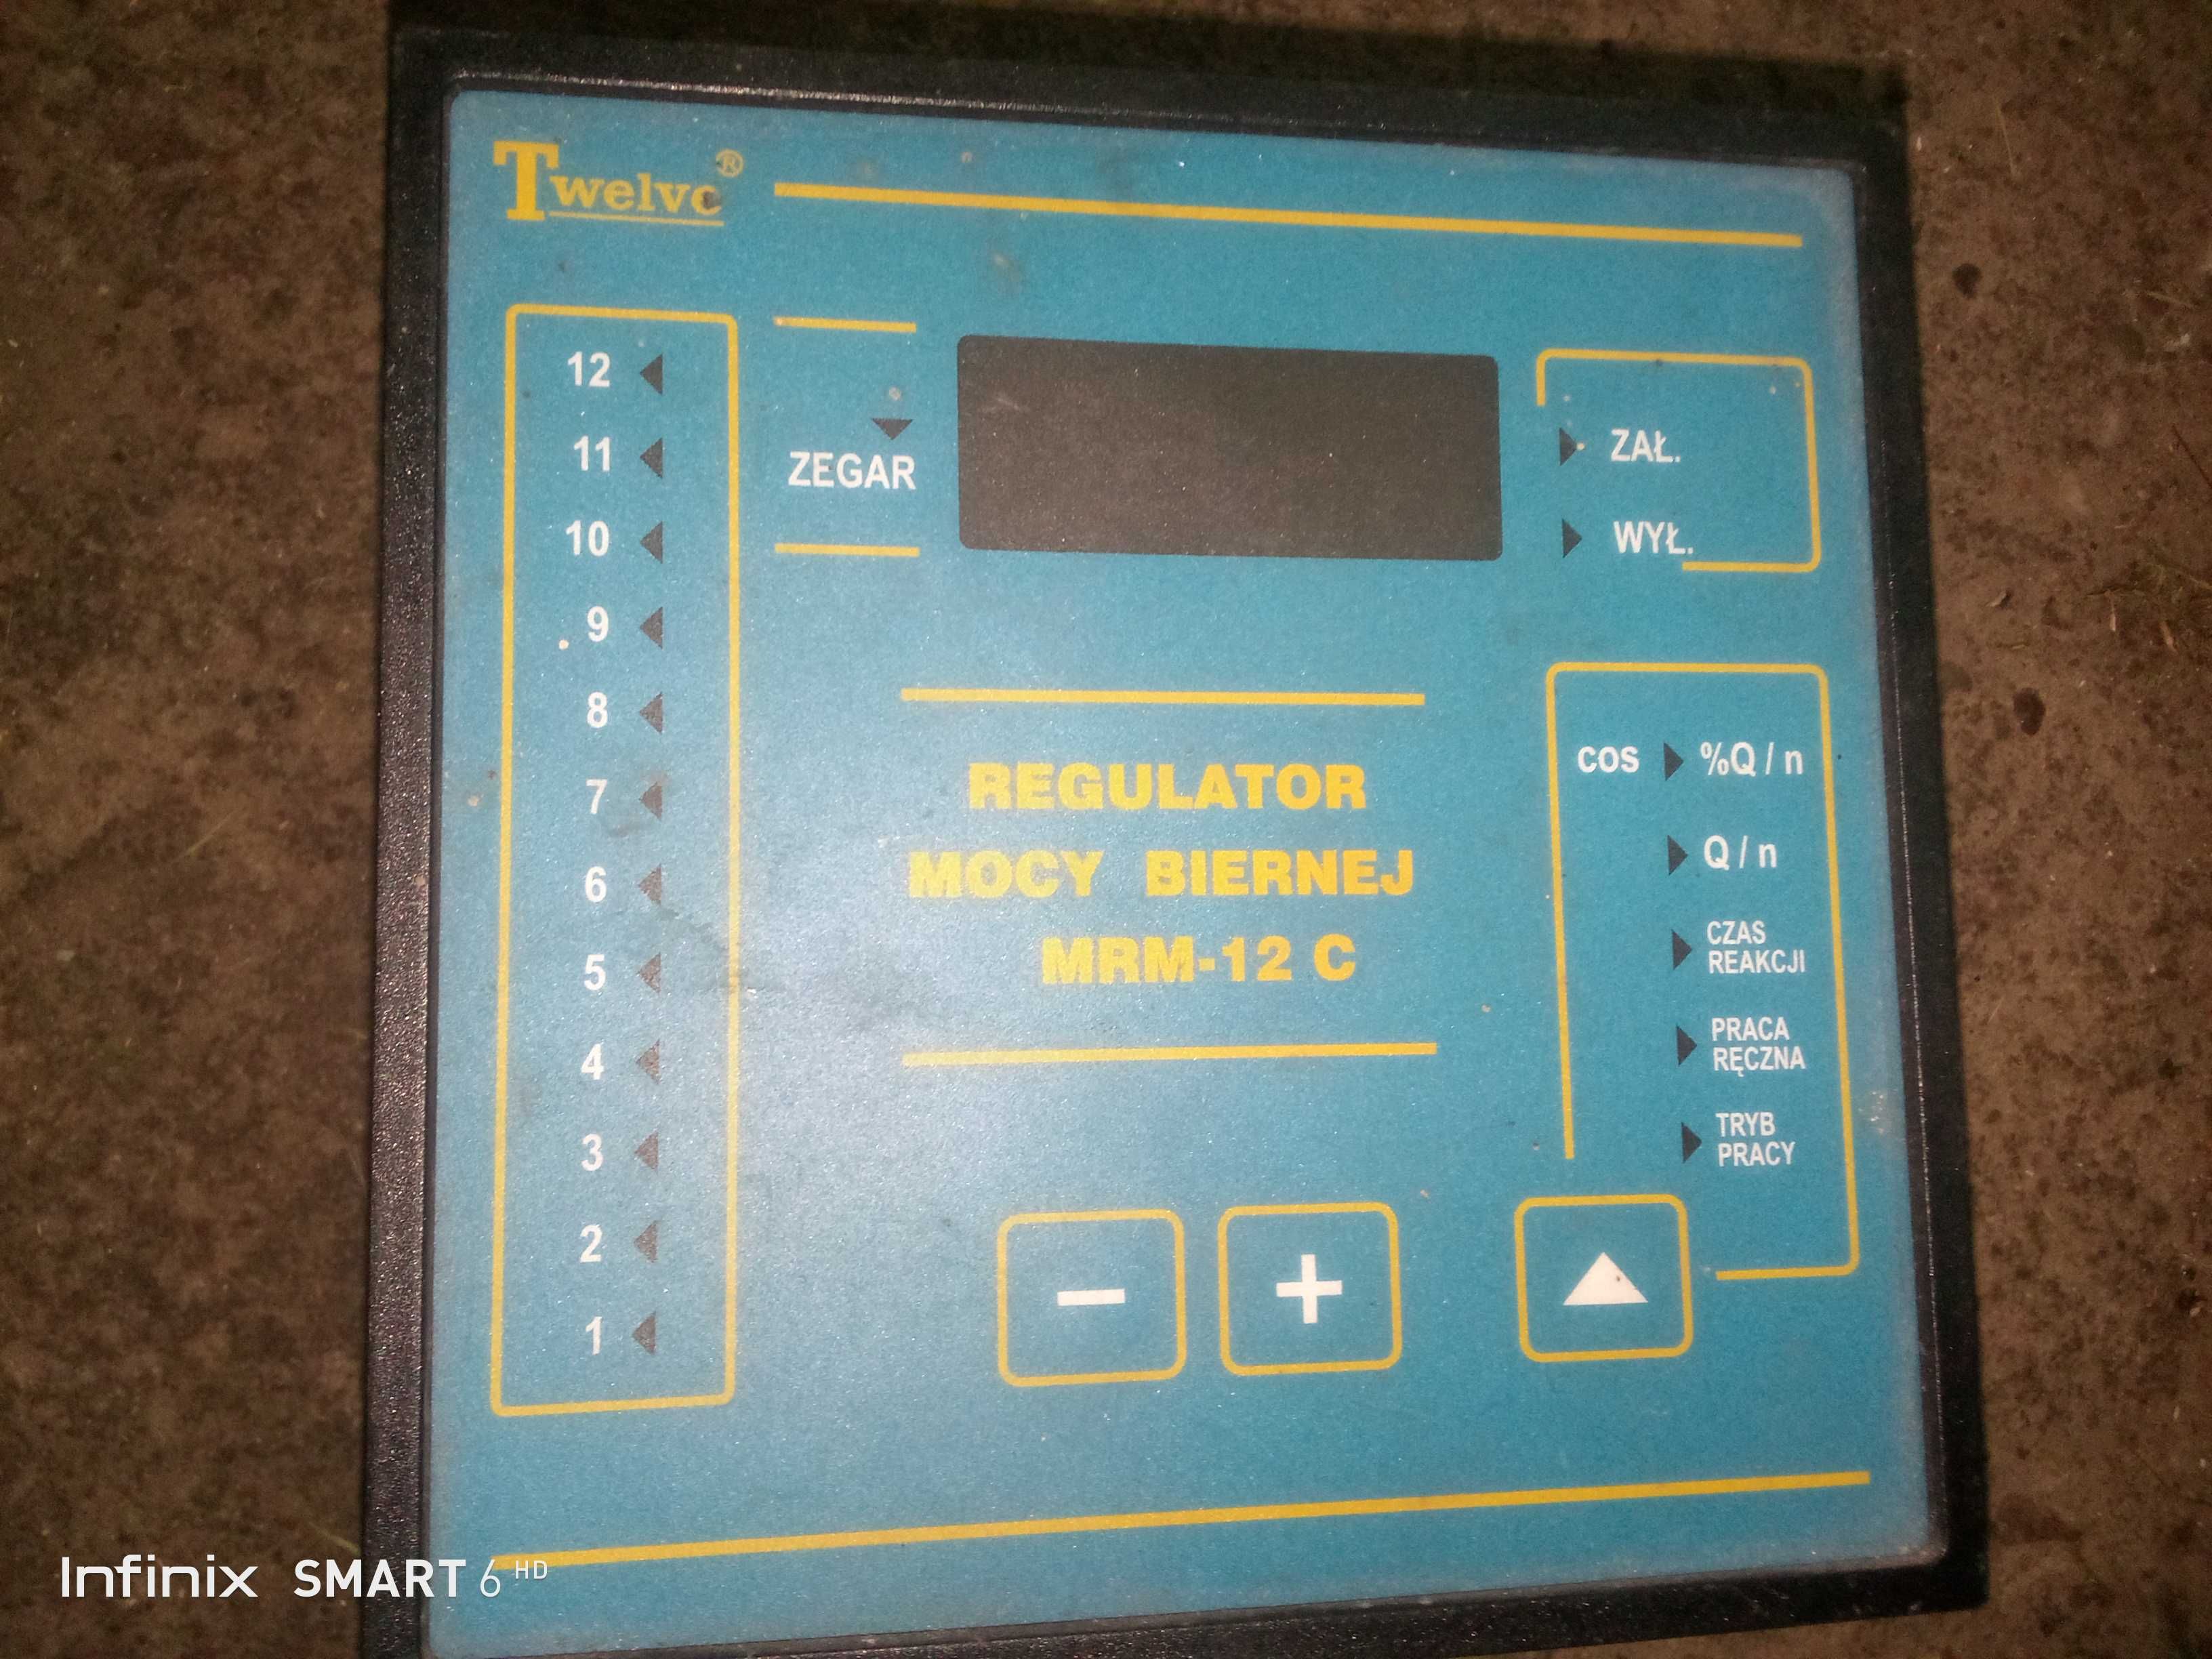 Twelve®
12
11
10
9
8
7
6
5
4
3
2
1
ZEGAR
ZAŁ.
WYŁ.
REGULATOR
MOCY BIERNEJ
MRM-12 C
cos %Q / n
Q / n
CZAS
REAKCJI
PRACA
RĘCZNA
TRYB
PRACY
− +
Infinix SMART 6 HD